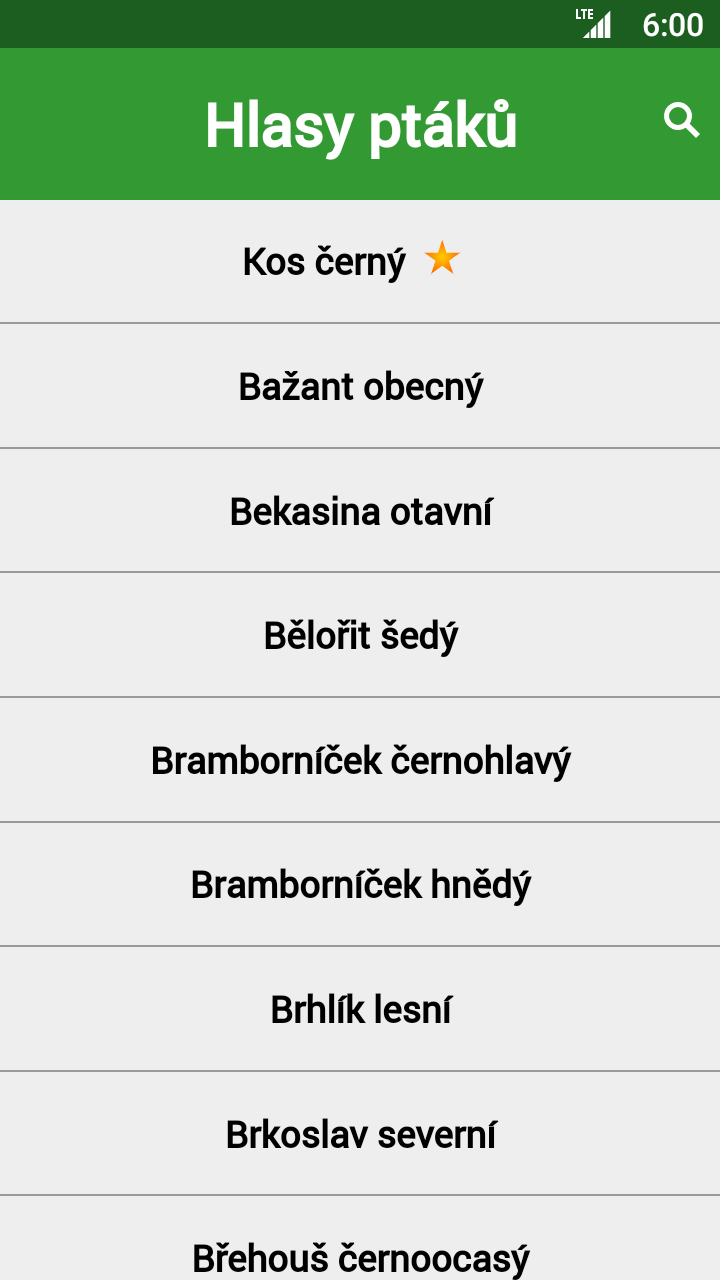 LTE 6:00
Hlasy ptáků
Kos černý
Bažant obecný
Bekasina otavní
Bělořit šedý
Bramborníček černohlavý
Bramborníček hnědý
Brhlík lesní
Brkoslav severní
Břehouš černoocasý